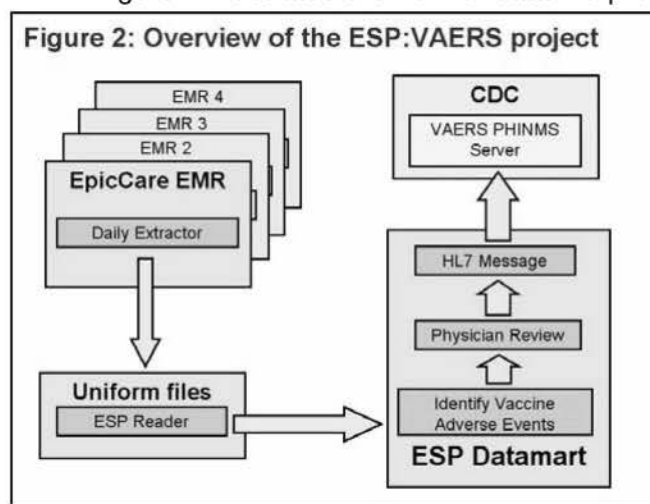 Figure 2: Overview of the ESP:VAERS project
EMR 4
EMR 3
EMR 2
EpicCare EMR
Daily Extractor
Uniform files
ESP Reader
CDC
VAERS PHINMS
Server
HL7 Message
Physician Review
Identify Vaccine
Adverse Events
ESP Datamart